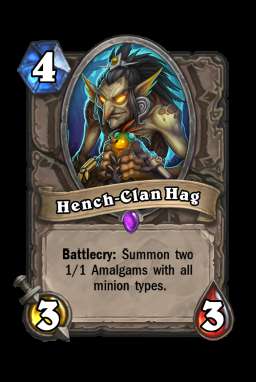 4
Hench-Clan Hag
Battlecry: Summon two
1/1 Amalgams with all
minion types.
3 3